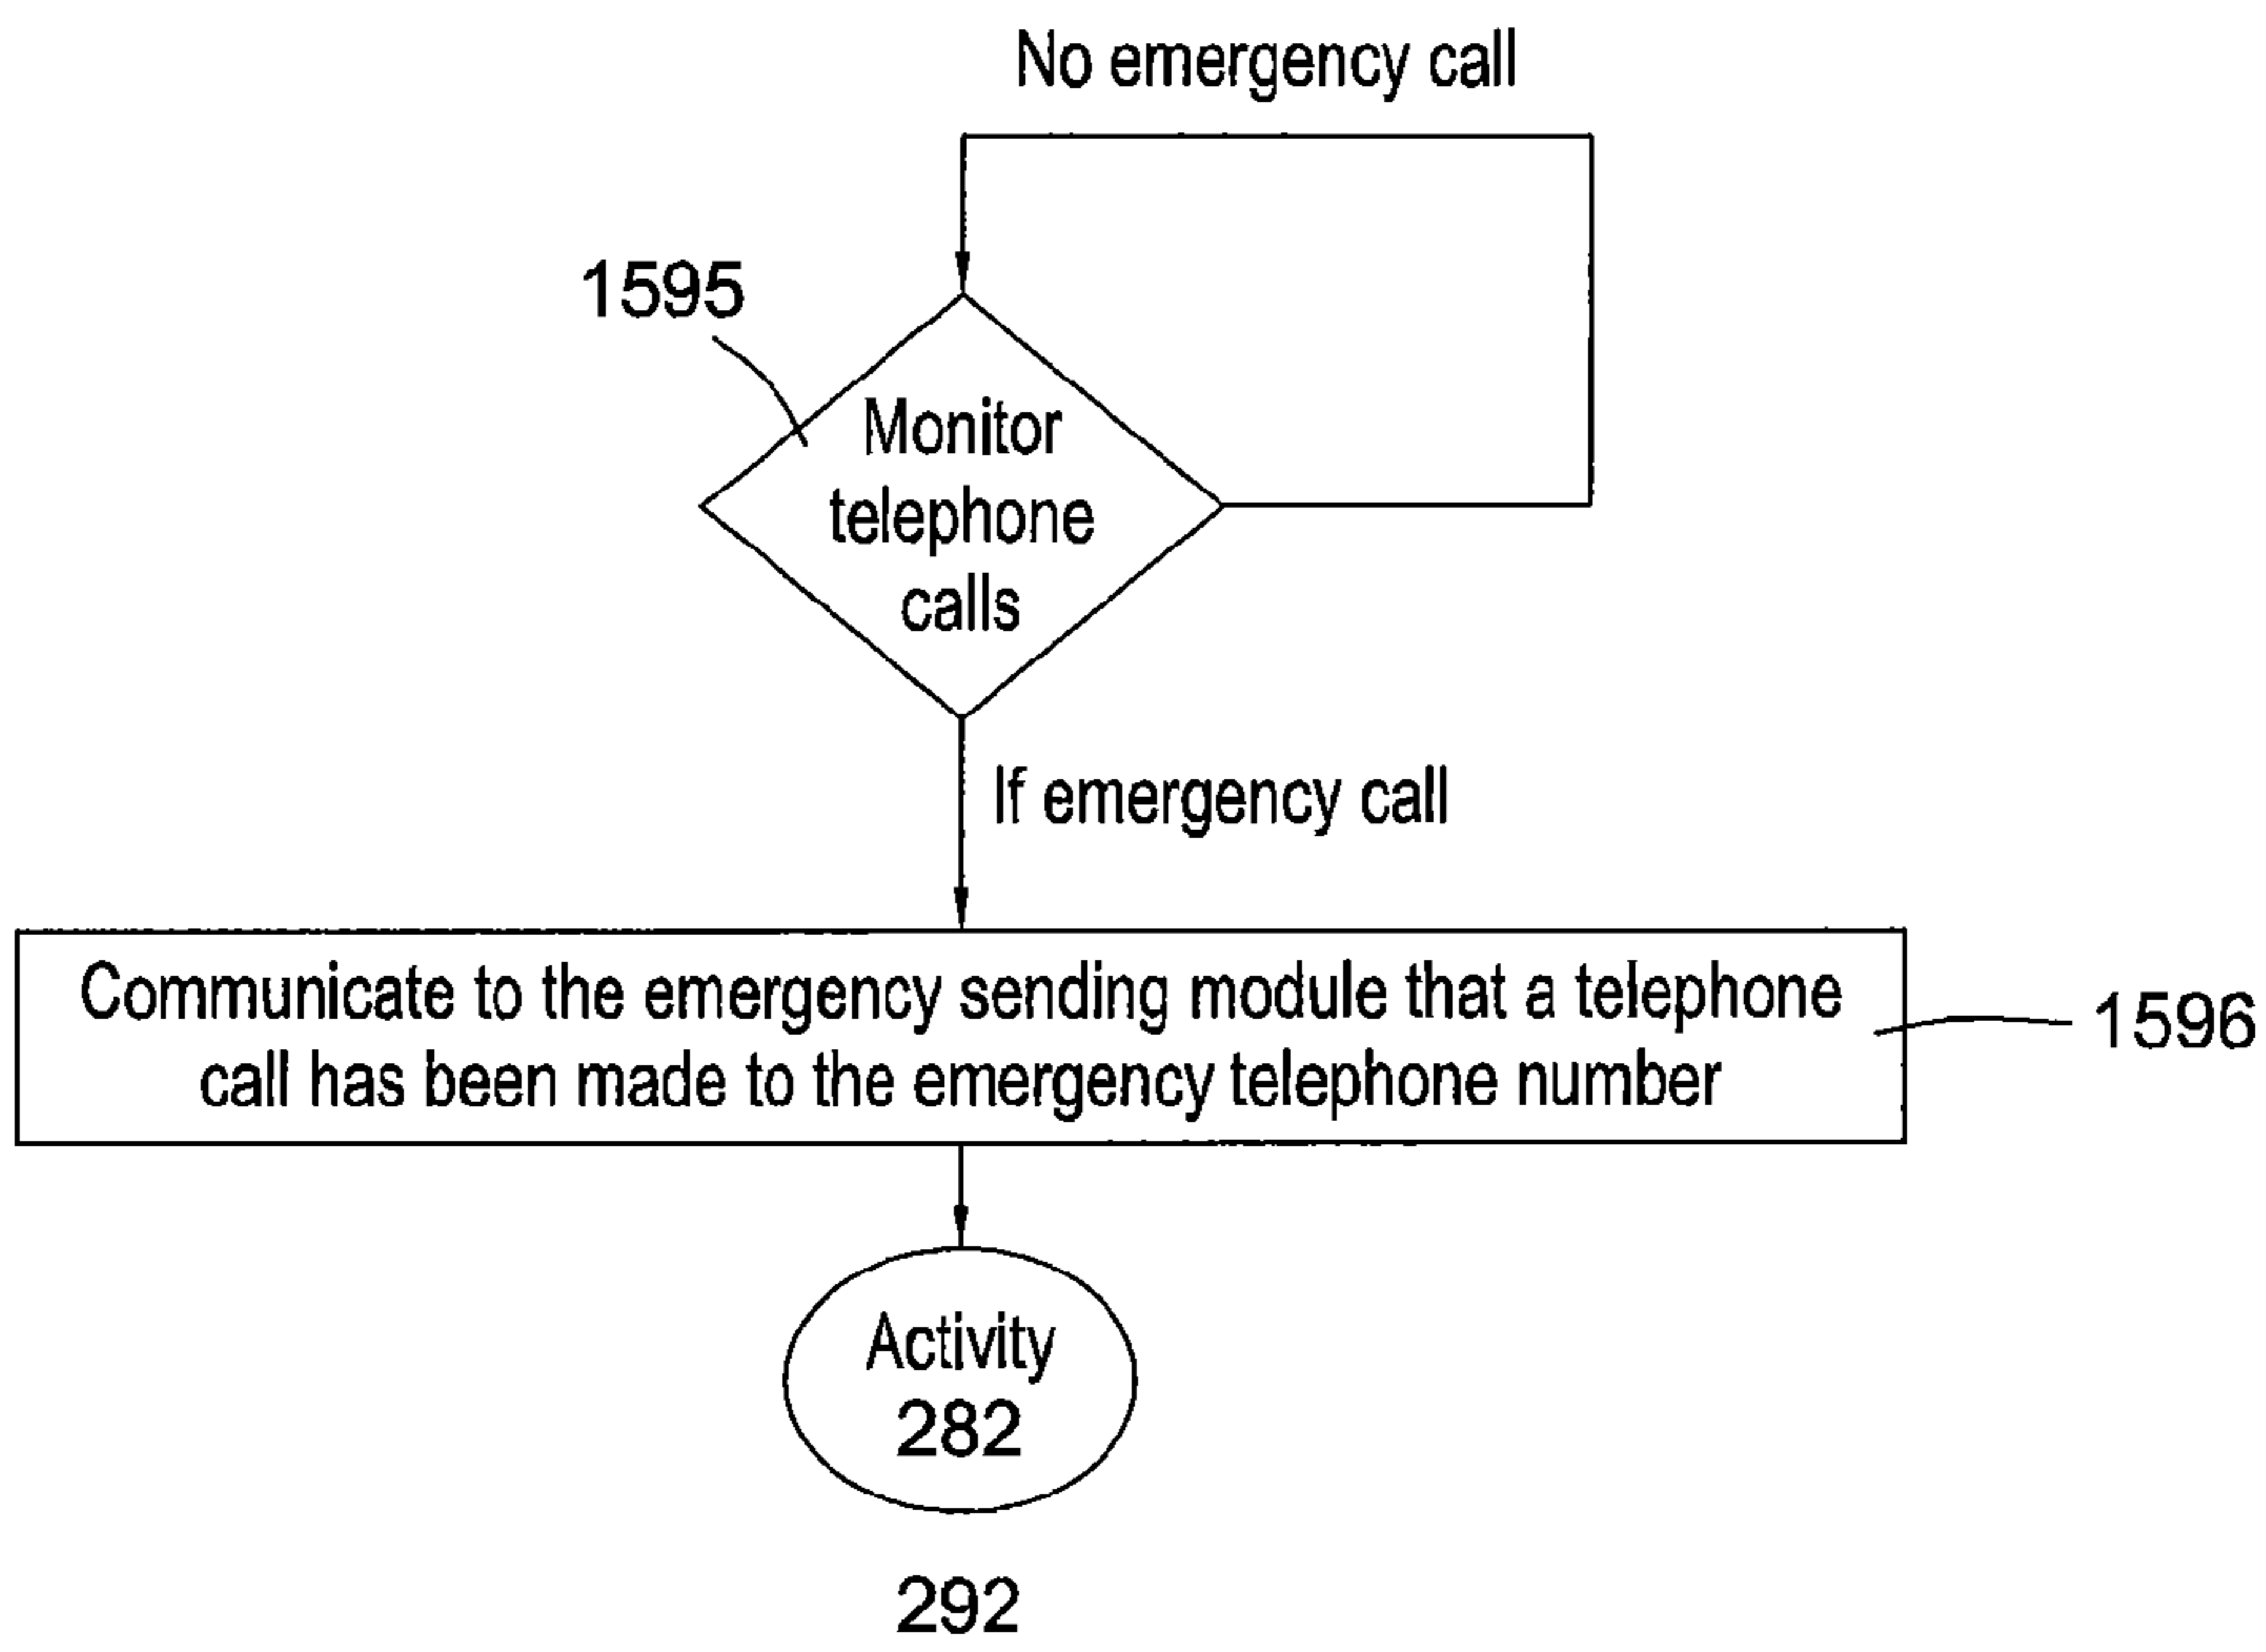 No emergency call
1595
Monitor
telephone
calls
If emergency call
Communicate to the emergency sending module that a telephone
call has been made to the emergency telephone number
1596
Activity
282
292